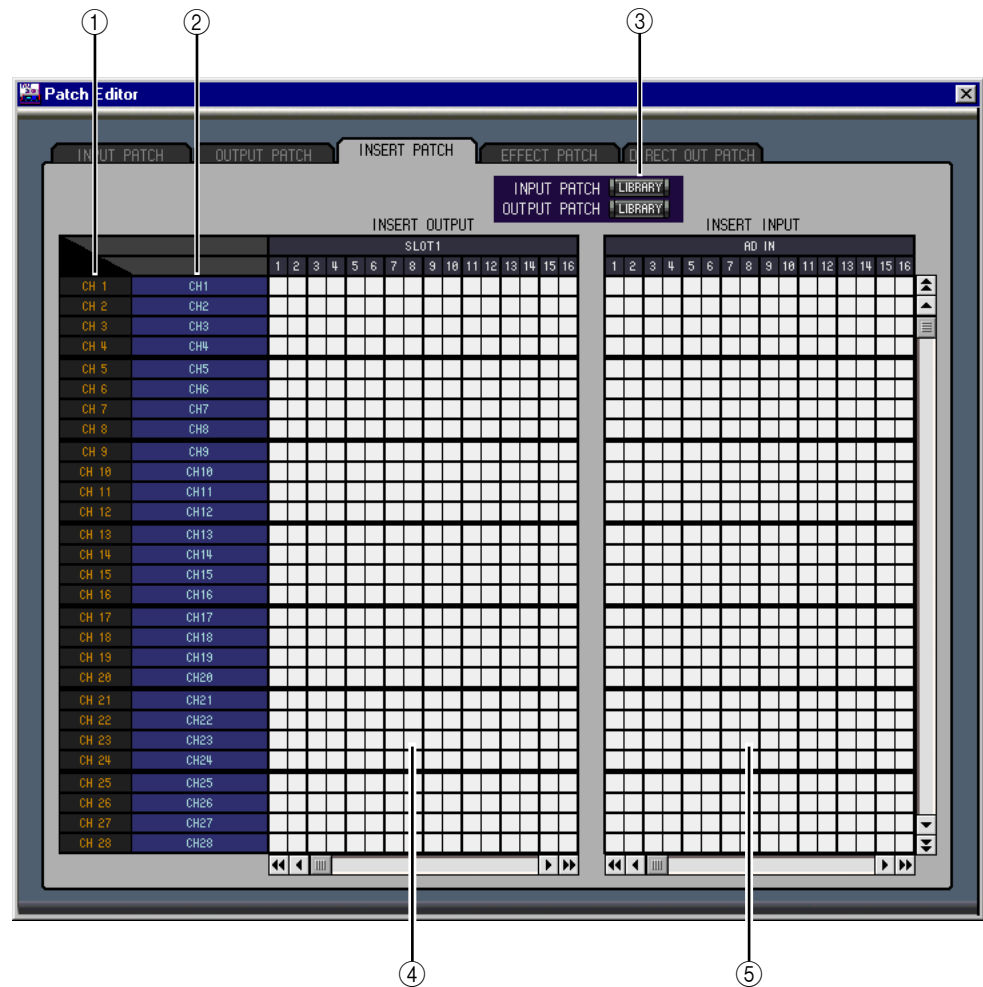 ① ② ③
Patch Editor
INPUT PATCH OUTPUT PATCH INSERT PATCH EFFECT PATCH DIRECT OUT PATCH
INPUT PATCH LIBRARY
OUTPUT PATCH LIBRARY
INSERT OUTPUT INSERT INPUT
SLOT1 AD IN
1 2 3 4 5 6 7 8 9 10 11 12 13 14 15 16 1 2 3 4 5 6 7 8 9 10 11 12 13 14 15 16
CH 1 CH1
CH 2 CH2
CH 3 CH3
CH 4 CH4
CH 5 CH5
CH 6 CH6
CH 7 CH7
CH 8 CH8
CH 9 CH9
CH 10 CH10
CH 11 CH11
CH 12 CH12
CH 13 CH13
CH 14 CH14
CH 15 CH15
CH 16 CH16
CH 17 CH17
CH 18 CH18
CH 19 CH19
CH 20 CH20
CH 21 CH21
CH 22 CH22
CH 23 CH23
CH 24 CH24
CH 25 CH25
CH 26 CH26
CH 27 CH27
CH 28 CH28
④ ⑤